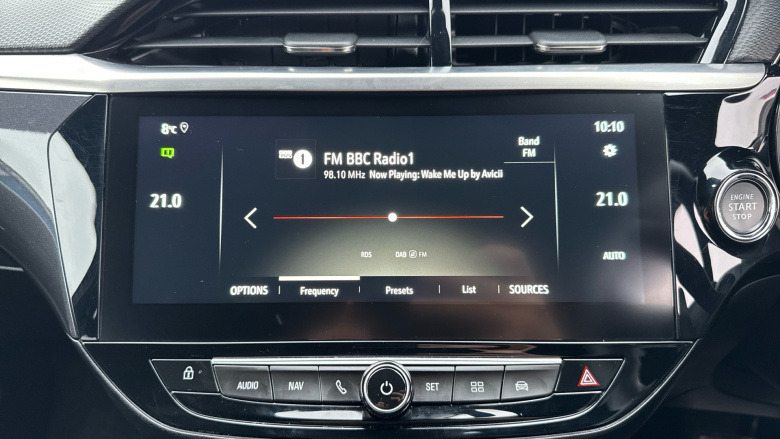 8°C
10:10
FM BBC Radio1
98.10 MHz Now Playing: Wake Me Up by Avicii
Band
FM
1
21.0
21.0
RDS
DAB FM
AUTO
OPTIONS
Frequency
Presets
List
SOURCES
ENGINE
START
STOP
AUDIO
NAV
SET